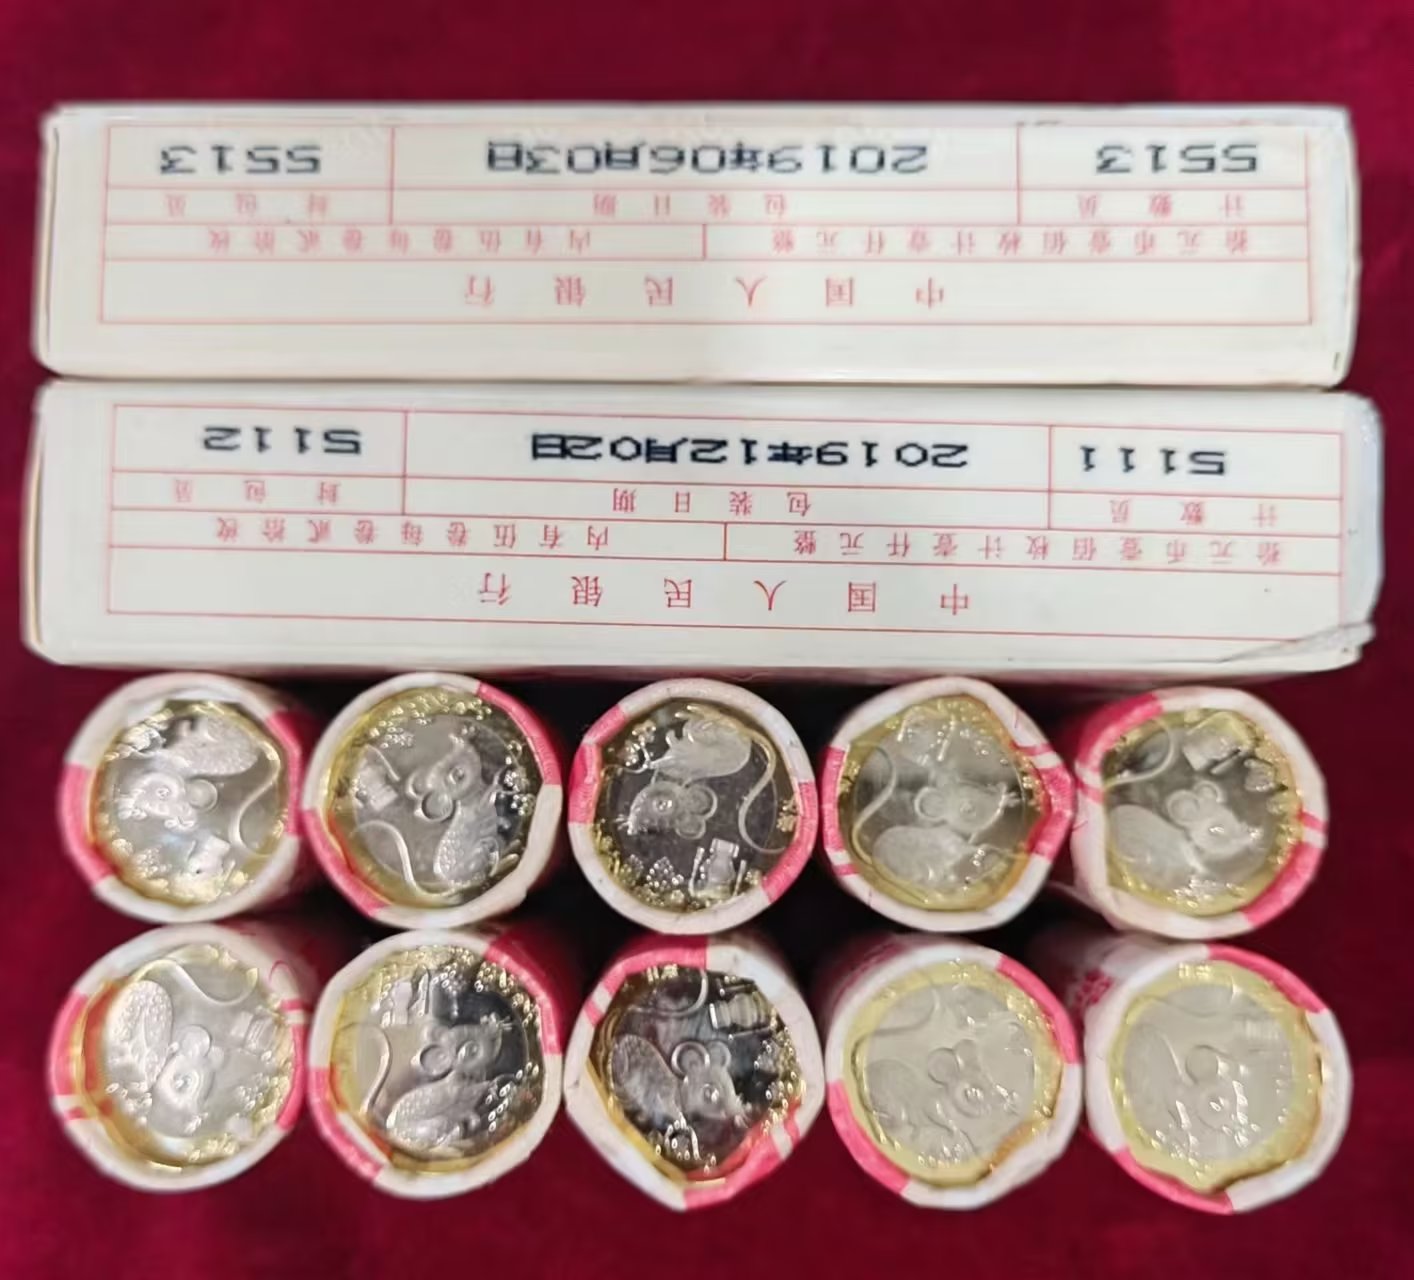 中国人民银行
拾元币壹佰枚计壹仟元整 内有伍卷每卷贰拾枚
计数员 包装日期 封包员
5513 2019年06月03日 5513
中国人民银行
拾元币壹佰枚计壹仟元整 内有伍卷每卷贰拾枚
计数员 包装日期 封包员
5111 2019年12月02日 5112